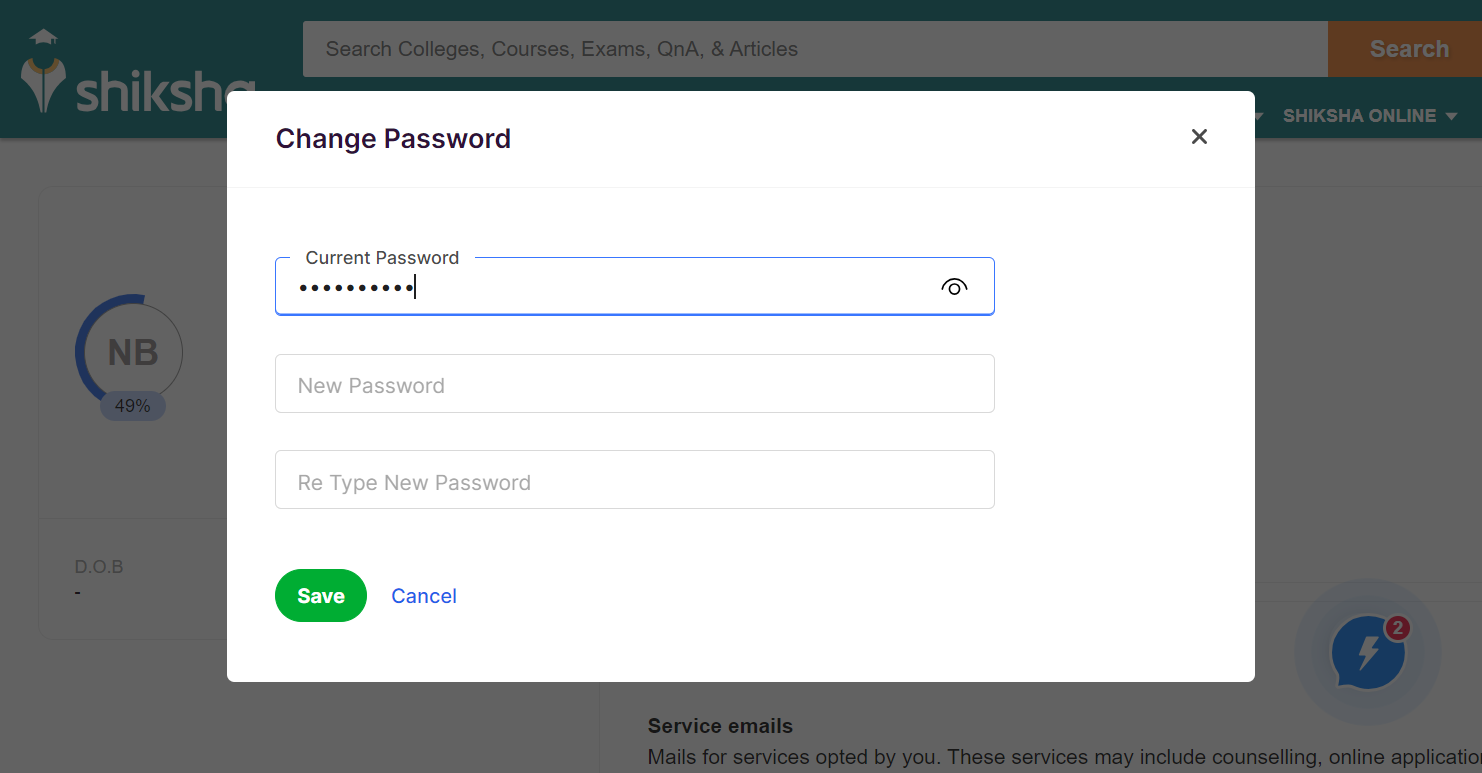 Search Colleges, Courses, Exams, QnA, & Articles
Search
shiksha
SHIKSHA ONLINE
Change Password
Current Password
••••••••••
New Password
Re Type New Password
Save
Cancel
NB
49%
D.O.B
-
2
Service emails
Mails for services opted by you. These services may include counselling, online